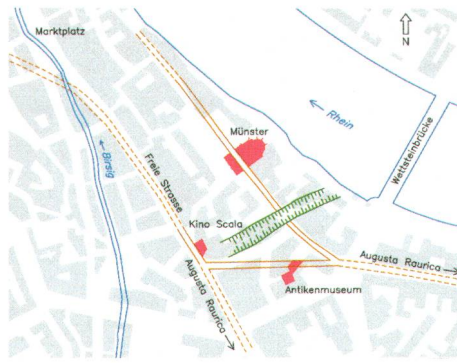 Marktplatz
N
Münster
Rhein
Wettsteinbrücke
Birsig
Freie Strasse
Kino Scala
Augusta Raurica
Augusta Raurica
Antikenmuseum